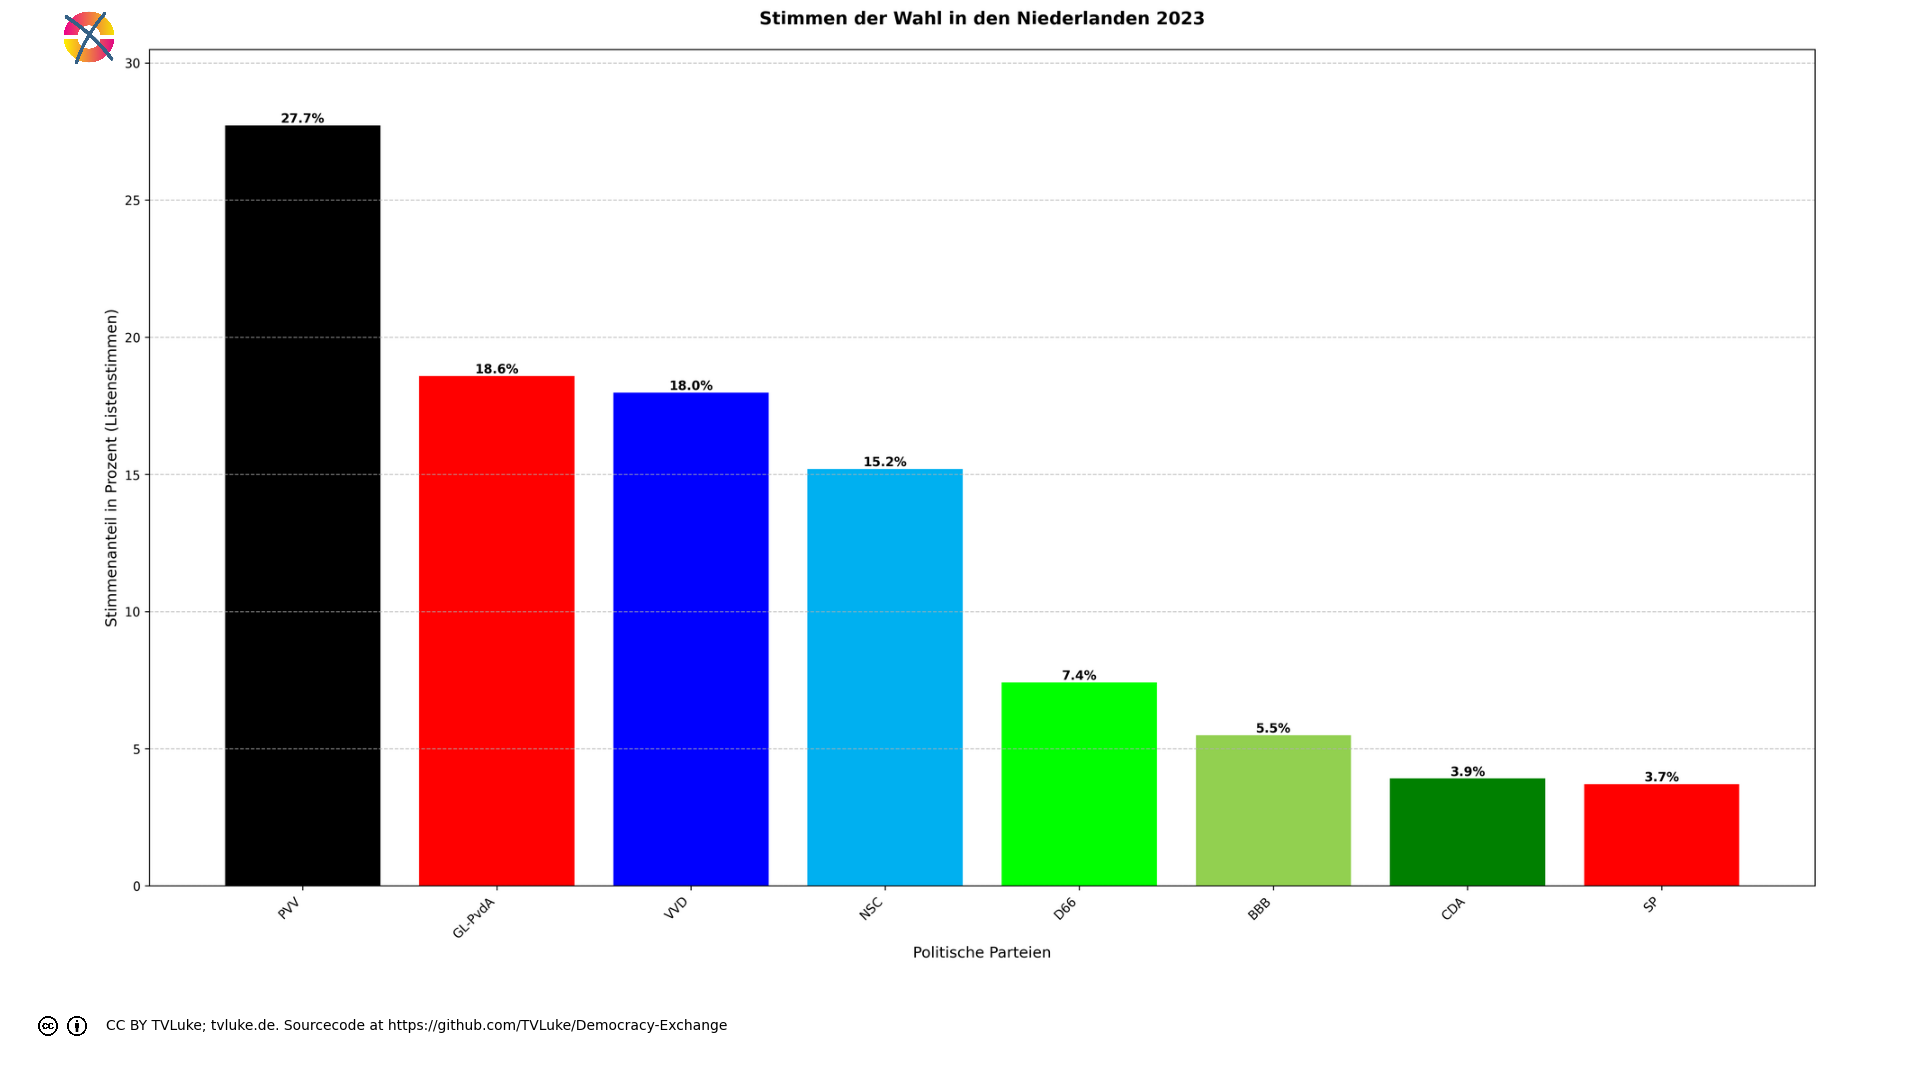 Stimmen der Wahl in den Niederlanden 2023
Stimmenanteil in Prozent (Listenstimmen)
30
25
20
15
10
5
0
27.7%
18.6%
18.0%
15.2%
7.4%
5.5%
3.9%
3.7%
PVV
GL-PvdA
VVD
NSC
D66
BBB
CDA
SP
Politische Parteien
cc
CC BY TVLuke; tvluke.de. Sourcecode at https://github.com/TVLuke/Democracy-Exchange